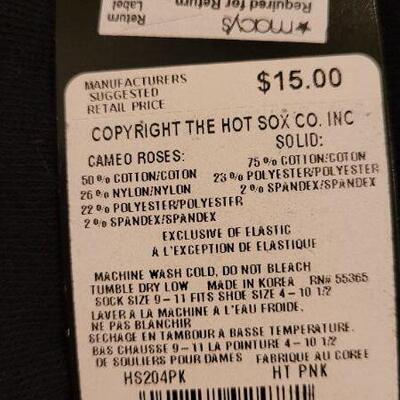 ★macy's
Required for Return
Return
Label
MANUFACTURERS
SUGGESTED
RETAIL PRICE
$15.00
COPYRIGHT THE HOT SOX CO. INC
CAMEO ROSES:
50% COTTON/COTON
26% NYLON/NYLON
22% POLYESTER/POLYESTER
2% SPANDEX/SPANDEX
SOLID:
75% COTTON/COTON
23% POLYESTER/POLYESTER
2% SPANDEX/SPANDEX
EXCLUSIVE OF ELASTIC
A L'EXCEPTION DE ELASTIQUE
MACHINE WASH COLD, DO NOT BLEACH
TUMBLE DRY LOW MADE IN KOREA RN# 55365
SOCK SIZE 9-11 FITS SHOE SIZE 4-10 1/2
LAVER A LA MACHINE A L'EAU FROIDE.
NE PAS BLANCHIR
SECHAGE EN TAMBOUR A BASSE TEMPERATURE.
BAS CHAUSSE 9-11 LA POINTURE 4-10 1/2
DE SOULIERS POUR DAMES FABRIQUE AU COREE
HS204PK HT PNK